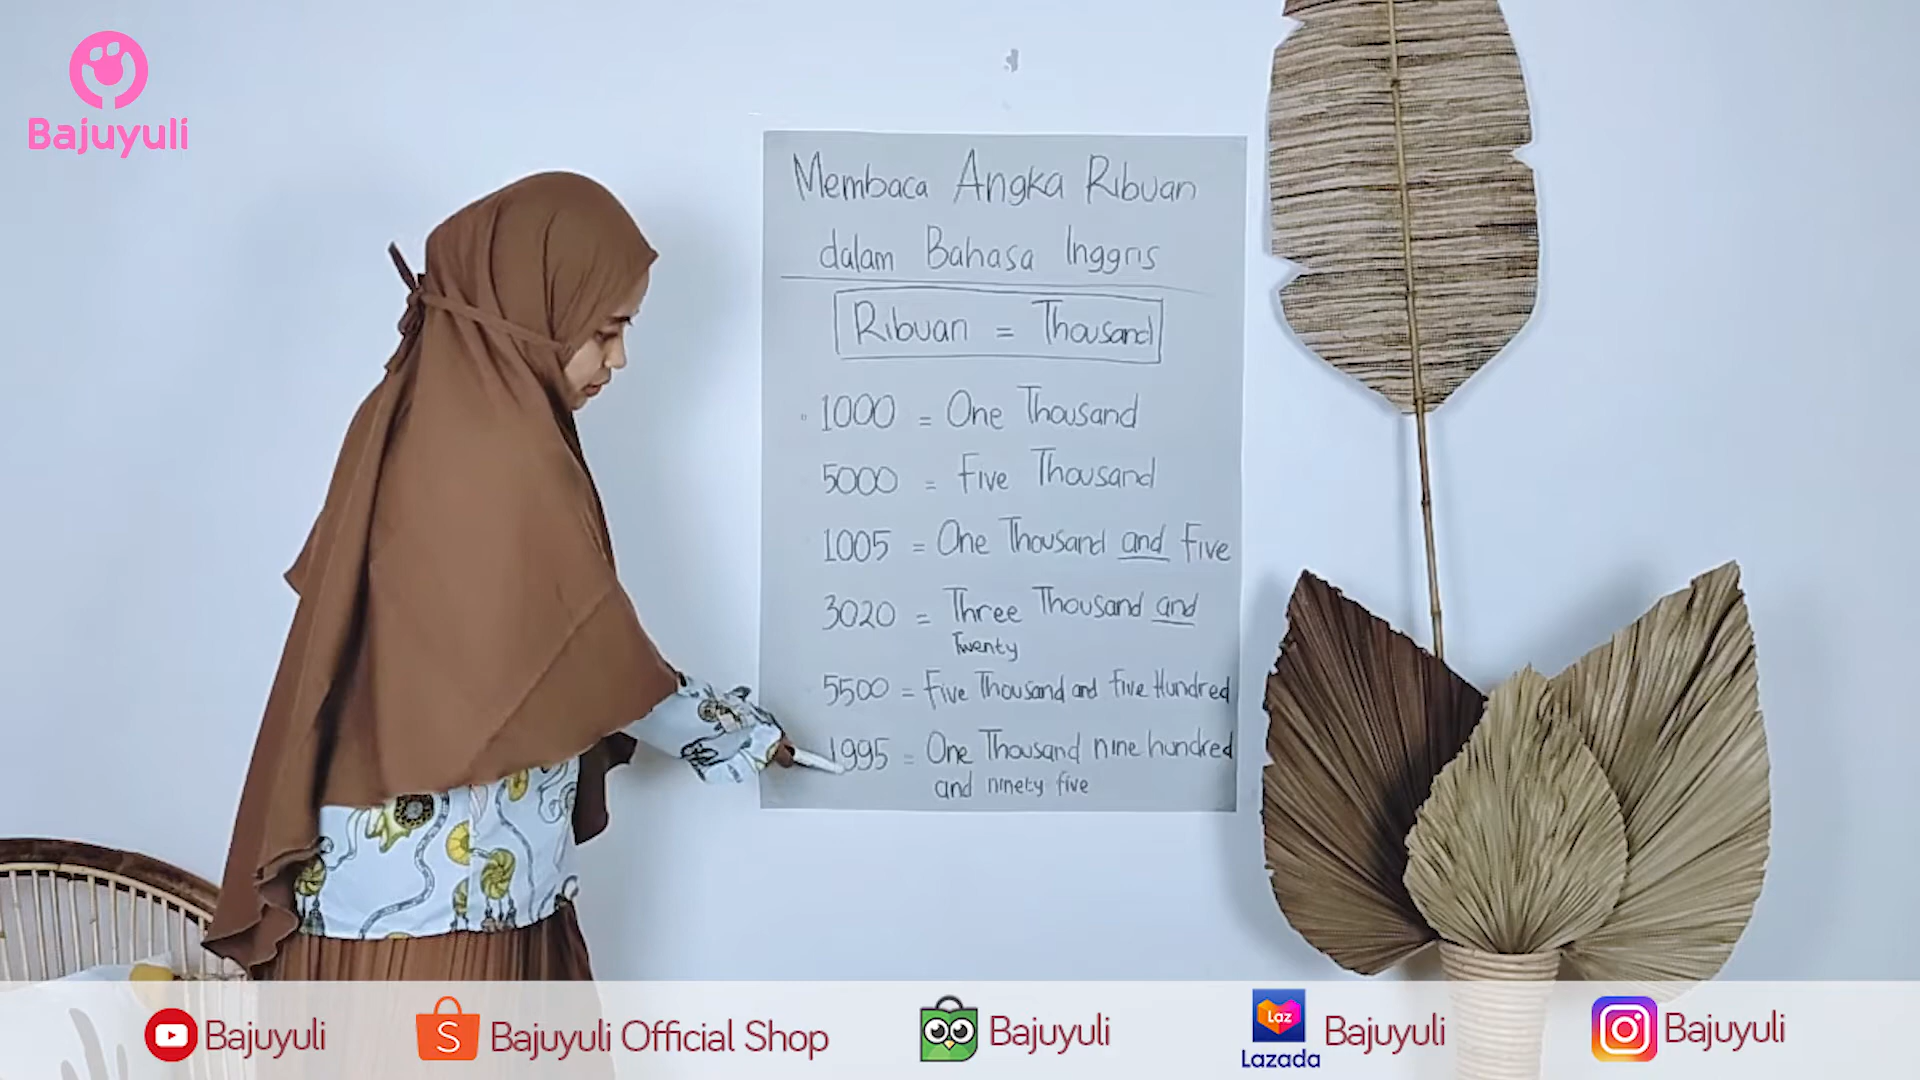 Bajuyuli
Membaca Angka Ribuan
dalam Bahasa Inggris
Ribuan = Thousand
1000 = One Thousand
5000 = Five Thousand
1005 = One Thousand and Five
3020 = Three Thousand and
Twenty
5500 = Five Thousand and Five Hundred
1995 = One Thousand nine hundred
and ninety five
Bajuyuli
Bajuyuli Official Shop
Bajuyuli
Laz
Lazada
Bajuyuli
Bajuyuli